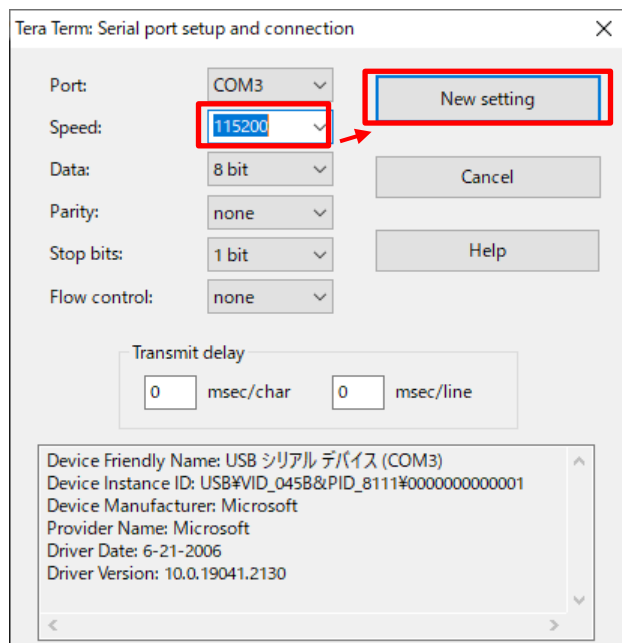 Tera Term: Serial port setup and connection
Port: COM3 New setting
Speed: 115200
Data: 8 bit Cancel
Parity: none
Stop bits: 1 bit Help
Flow control: none
Transmit delay
0 msec/char 0 msec/line
Device Friendly Name: USB シリアル デバイス (COM3)
Device Instance ID: USB¥VID_045B&PID_8111¥0000000000001
Device Manufacturer: Microsoft
Provider Name: Microsoft
Driver Date: 6-21-2006
Driver Version: 10.0.19041.2130